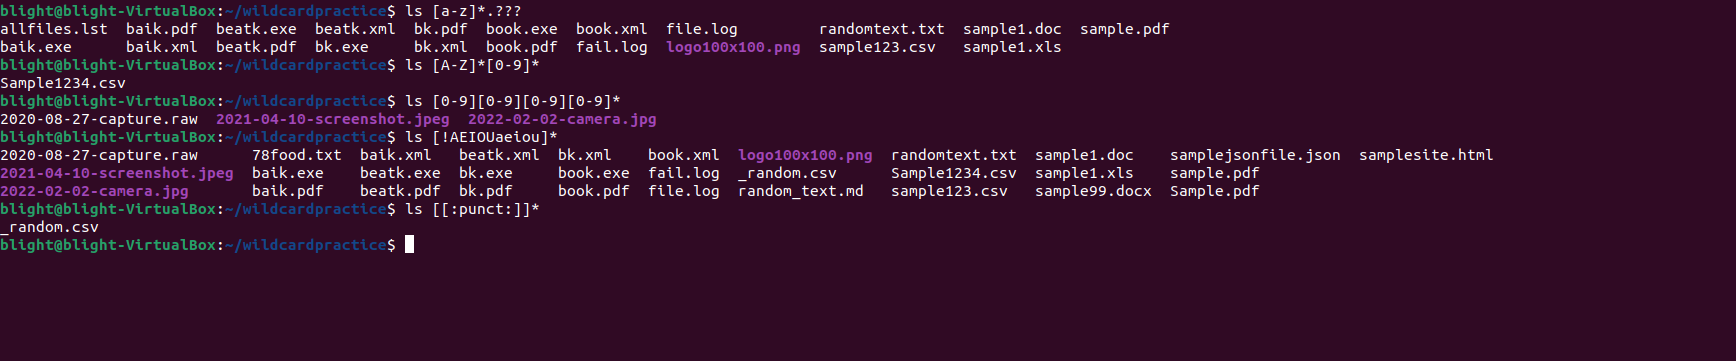 blight@blight-VirtualBox:~/wildcardpractice$ ls [a-z]*.???
allfiles.lst  baik.pdf  beatk.exe  beatk.xml  bk.pdf  book.exe  book.xml  file.log         randomtext.txt  sample1.doc  sample.pdf
baik.exe      baik.xml  beatk.pdf  bk.exe     bk.xml  book.pdf  fail.log  logo100x100.png  sample123.csv   sample1.xls
blight@blight-VirtualBox:~/wildcardpractice$ ls [A-Z]*[0-9]*
Sample1234.csv
blight@blight-VirtualBox:~/wildcardpractice$ ls [0-9][0-9][0-9][0-9]*
2020-08-27-capture.raw  2021-04-10-screenshot.jpeg  2022-02-02-camera.jpg
blight@blight-VirtualBox:~/wildcardpractice$ ls [!AEIOUaeiou]*
2020-08-27-capture.raw      78food.txt  baik.xml   beatk.xml  bk.xml    book.xml  logo100x100.png  randomtext.txt  sample1.doc    samplejsonfile.json  samplesite.html
2021-04-10-screenshot.jpeg  baik.exe    beatk.exe  bk.exe     book.exe  fail.log  _random.csv      Sample1234.csv  sample1.xls    sample.pdf
2022-02-02-camera.jpg       baik.pdf    beatk.pdf  bk.pdf     book.pdf  file.log  random_text.md   sample123.csv   sample99.docx  Sample.pdf
blight@blight-VirtualBox:~/wildcardpractice$ ls [[:punct:]]*
_random.csv
blight@blight-VirtualBox:~/wildcardpractice$